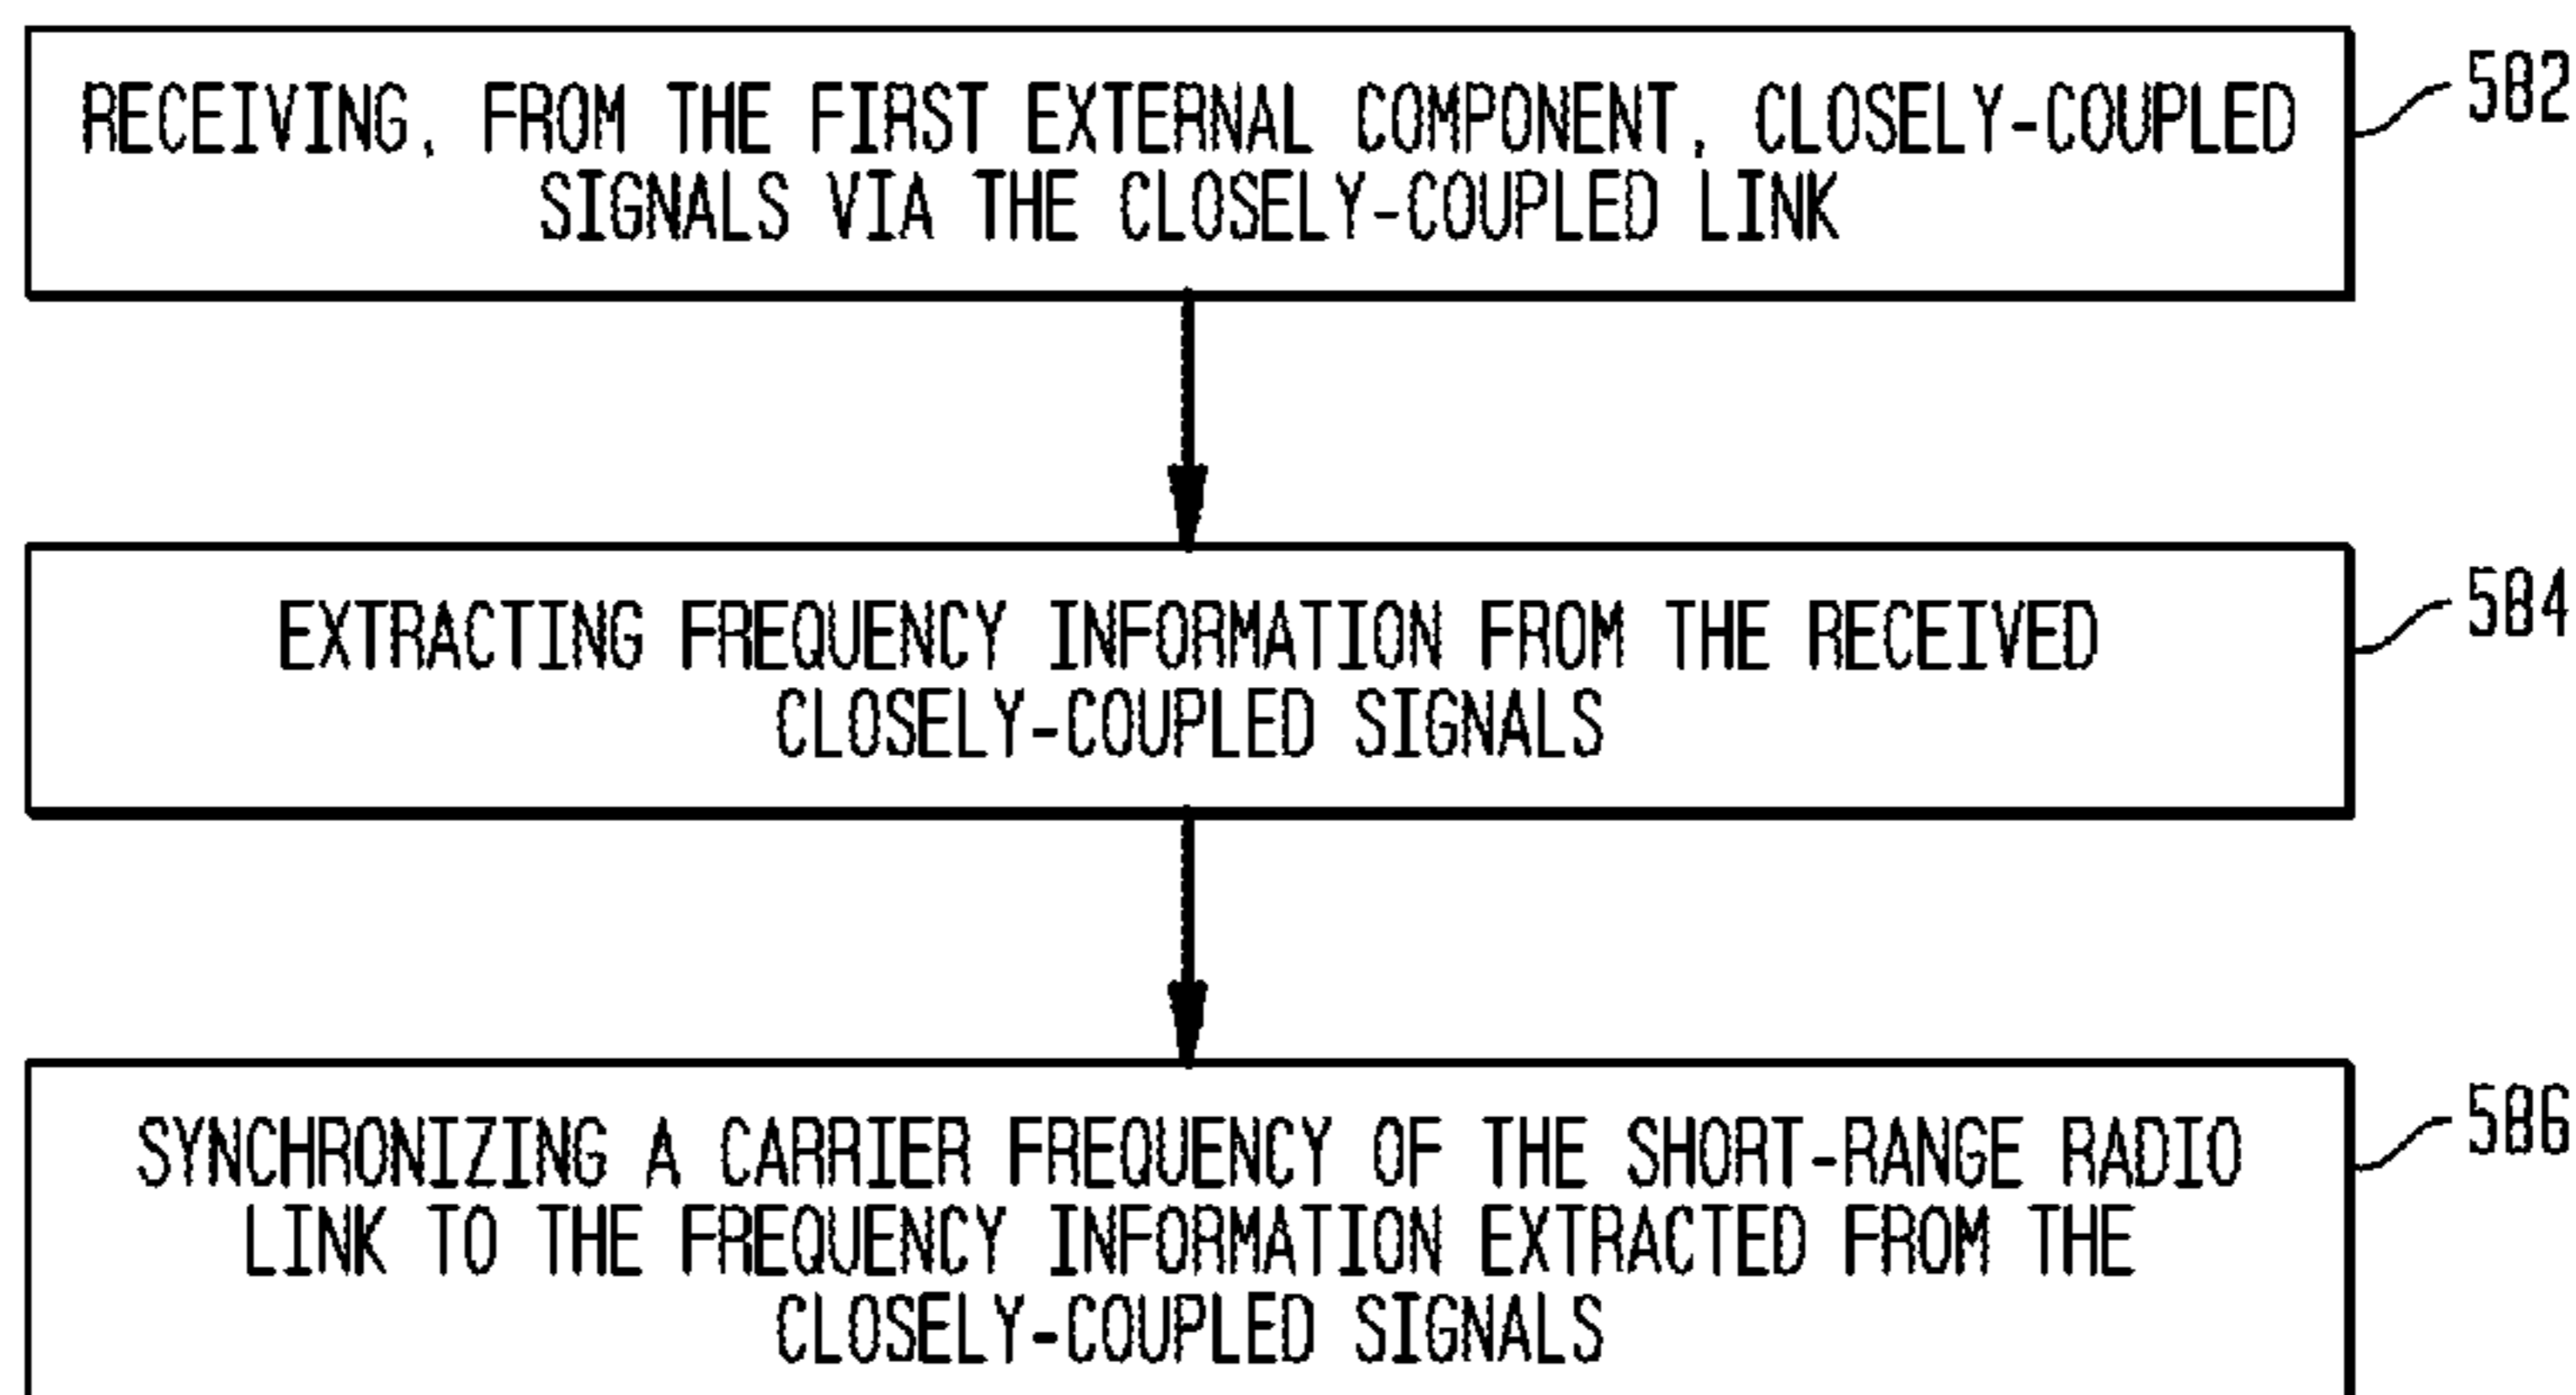 RECEIVING, FROM THE FIRST EXTERNAL COMPONENT, CLOSELY-COUPLED
SIGNALS VIA THE CLOSELY-COUPLED LINK
582
EXTRACTING FREQUENCY INFORMATION FROM THE RECEIVED
CLOSELY-COUPLED SIGNALS
584
SYNCHRONIZING A CARRIER FREQUENCY OF THE SHORT-RANGE RADIO
LINK TO THE FREQUENCY INFORMATION EXTRACTED FROM THE
CLOSELY-COUPLED SIGNALS
586